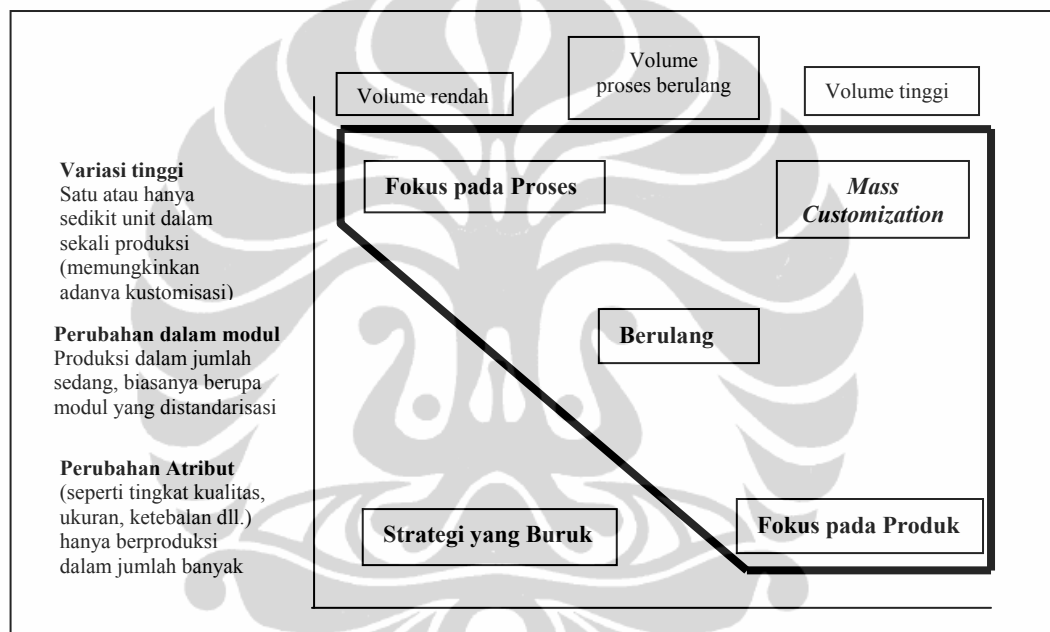 Volume rendah
Volume
proses berulang
Volume tinggi
Variasi tinggi
Satu atau hanya
sedikit unit dalam
sekali produksi
(memungkinkan
adanya kustomisasi)
Fokus pada Proses
Mass
Customization
Perubahan dalam modul
Produksi dalam jumlah
sedang, biasanya berupa
modul yang distandarisasi
Berulang
Perubahan Atribut
(seperti tingkat kualitas,
ukuran, ketebalan dll.)
hanya berproduksi
dalam jumlah banyak
Strategi yang Buruk
Fokus pada Produk